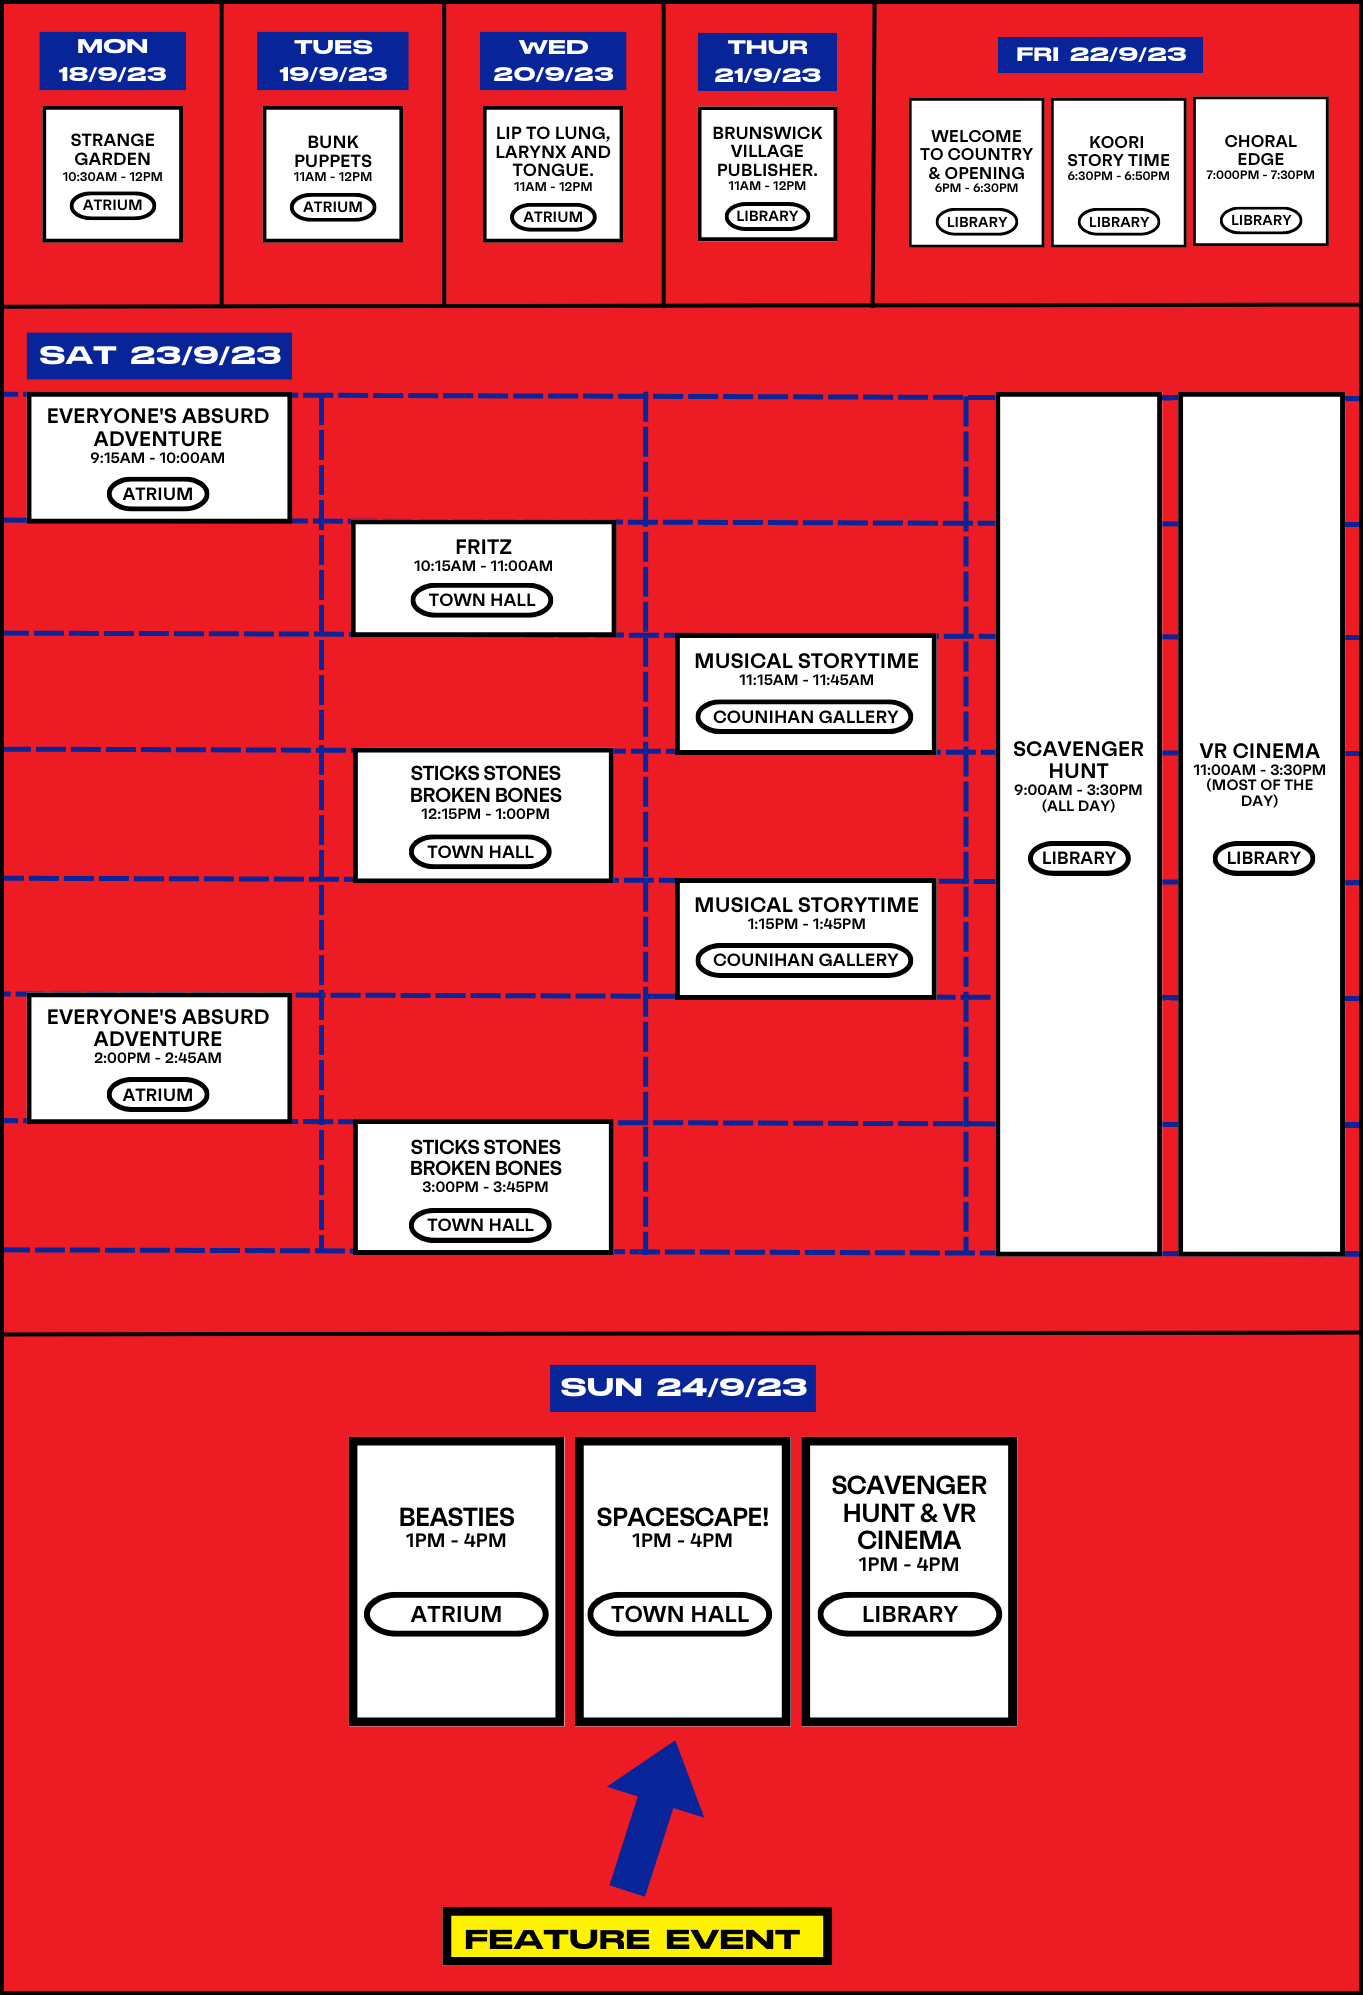 MON
18/9/23
STRANGE
GARDEN
10:30AM - 12PM
ATRIUM
TUES
19/9/23
BUNK
PUPPETS
11AM - 12PM
ATRIUM
WED
20/9/23
LIP TO LUNG,
LARYNX AND
TONGUE.
11AM - 12PM
ATRIUM
THUR
21/9/23
BRUNSWICK
VILLAGE
PUBLISHER.
11AM - 12PM
LIBRARY
FRI 22/9/23
WELCOME
TO COUNTRY
& OPENING
6PM - 6:30PM
LIBRARY
KOORI
STORY TIME
6:30PM - 6:50PM
LIBRARY
CHORAL
EDGE
7:000PM - 7:30PM
LIBRARY
SAT 23/9/23
EVERYONE'S ABSURD
ADVENTURE
9:15AM - 10:00AM
ATRIUM
FRITZ
10:15AM - 11:00AM
TOWN HALL
MUSICAL STORYTIME
11:15AM - 11:45AM
COUNIHAN GALLERY
STICKS STONES
BROKEN BONES
12:15PM - 1:00PM
TOWN HALL
MUSICAL STORYTIME
1:15PM - 1:45PM
COUNIHAN GALLERY
EVERYONE'S ABSURD
ADVENTURE
2:00PM - 2:45AM
ATRIUM
STICKS STONES
BROKEN BONES
3:00PM - 3:45PM
TOWN HALL
SCAVENGER
HUNT
9:00AM - 3:30PM
(ALL DAY)
LIBRARY
VR CINEMA
11:00AM - 3:30PM
(MOST OF THE
DAY)
LIBRARY
SUN 24/9/23
BEASTIES
1PM - 4PM
ATRIUM
SPACESCAPE!
1PM - 4PM
TOWN HALL
SCAVENGER
HUNT & VR
CINEMA
1PM - 4PM
LIBRARY
FEATURE EVENT